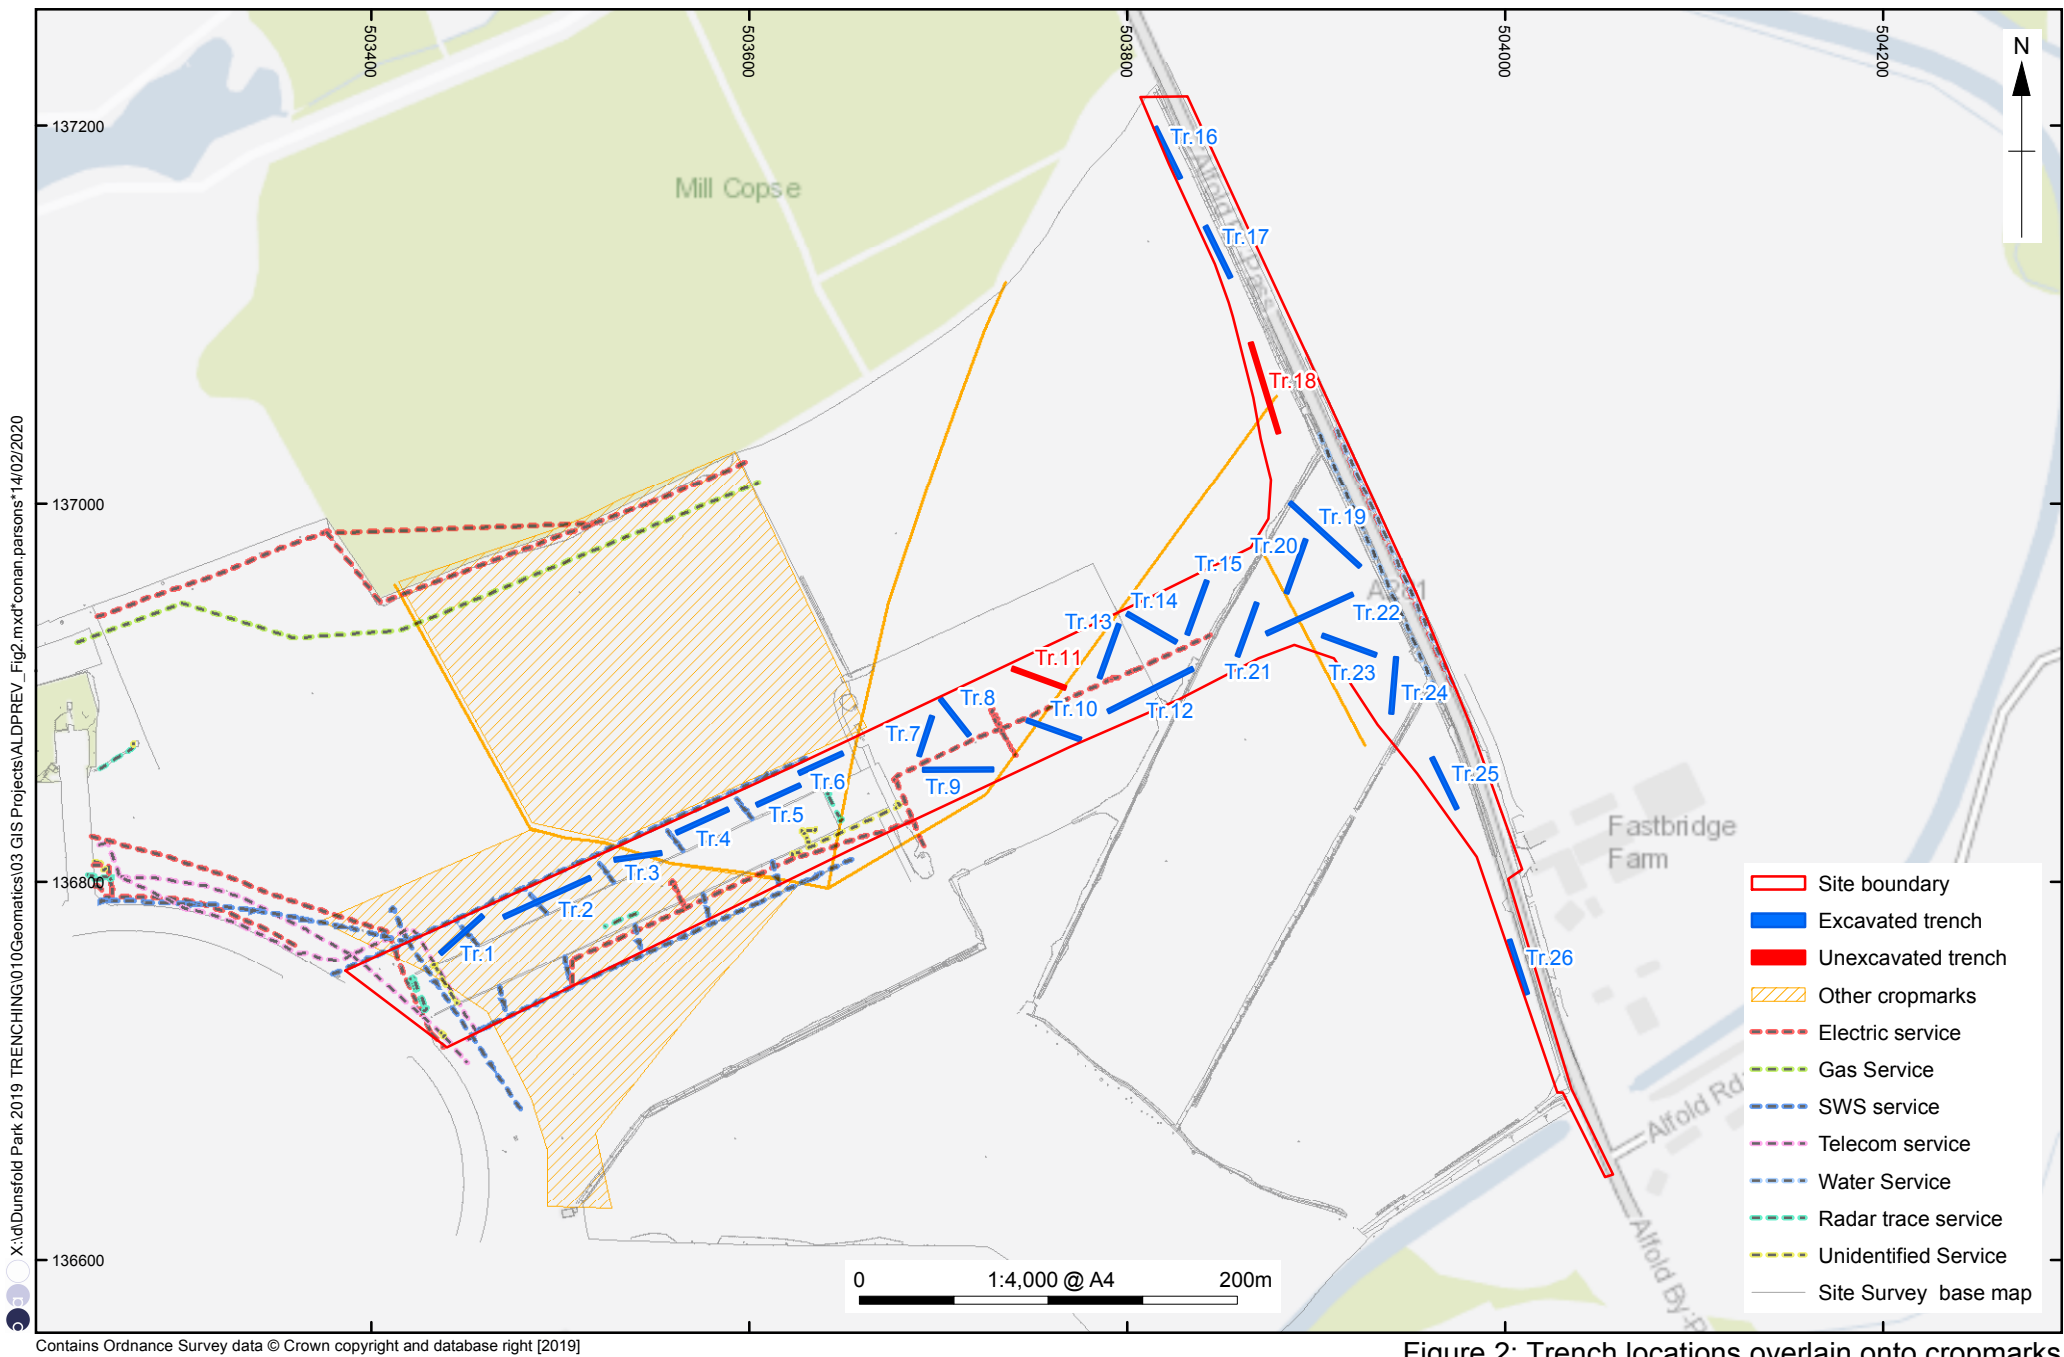 503400
503600
503800
504000
504200
137200
137000
136800
136600
N
Mill Copse
Alfold By-Pass
A281
Fastbridge
Farm
Alfold Rd
Alfold By-P
Tr.16
Tr.17
Tr.18
Tr.19
Tr.20
Tr.15
Tr.14
Tr.13
Tr.22
Tr.11
Tr.21
Tr.23
Tr.24
Tr.8
Tr.10
Tr.12
Tr.7
Tr.9
Tr.25
Tr.6
Tr.5
Tr.4
Tr.3
Tr.2
Tr.1
Tr.26
Site boundary
Excavated trench
Unexcavated trench
Other cropmarks
Electric service
Gas Service
SWS service
Telecom service
Water Service
Radar trace service
Unidentified Service
Site Survey base map
0 1:4,000 @ A4 200m
X:\d\Dunsfold Park 2019 TRENCHING\010Geomatics\03 GIS Projects\ALDPREV_Fig2.mxd*conan.parsons*14/02/2020
Contains Ordnance Survey data © Crown copyright and database right [2019]
Figure 2: Trench locations overlain onto cropmarks